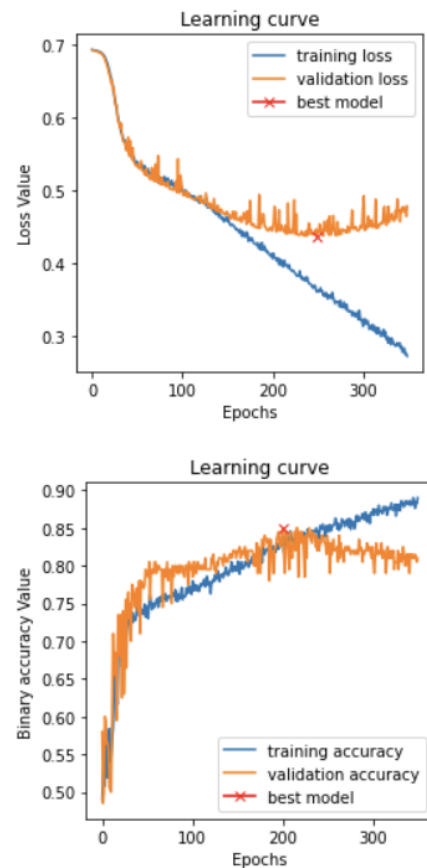 Learning curve
0.7
0.6
0.5
0.4
0.3
Loss Value
training loss
validation loss
best model
0
100
200
300
Epochs
Learning curve
0.90
0.85
0.80
0.75
0.70
0.65
0.60
0.55
0.50
Binary accuracy Value
training accuracy
validation accuracy
best model
0
100
200
300
Epochs